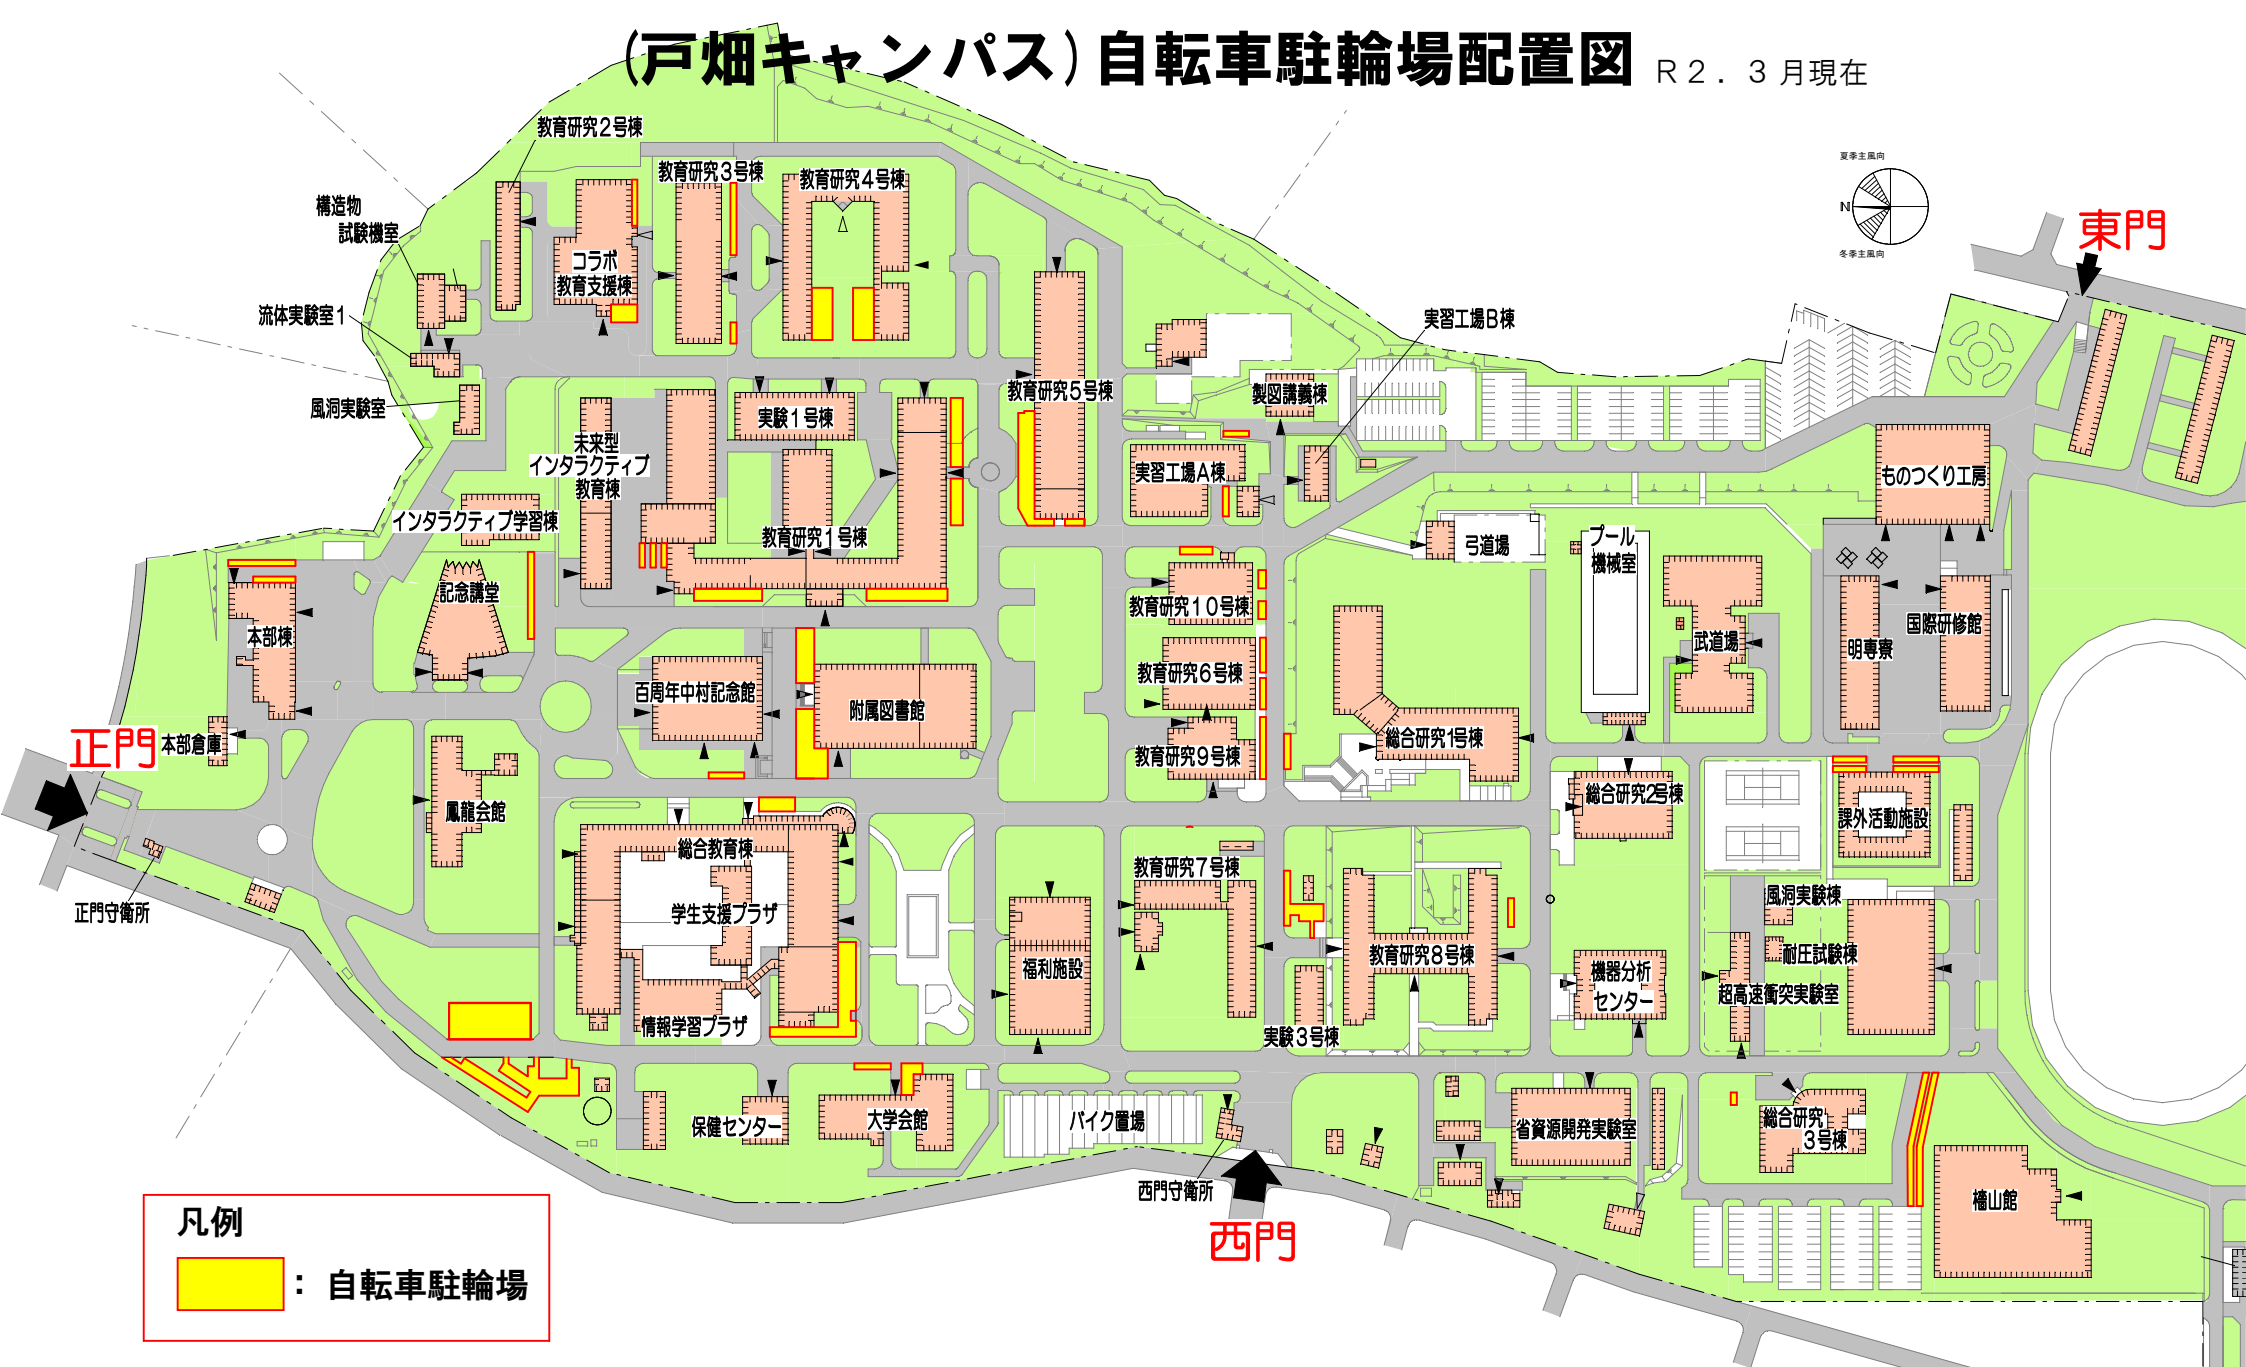 (戸畑キャンパス)自転車駐輪場配置図 R2.3月現在
教育研究2号棟
教育研究3号棟
教育研究4号棟
夏季主風向
N
冬季主風向
東門
構造物
試験機室
コラボ
教育支援棟
流体実験室1
実習工場B棟
風洞実験室
教育研究5号棟
製図講義棟
実験1号棟
未来型
インタラクティブ
教育棟
実習工場A棟
ものつくり工房
インタラクティブ学習棟
教育研究1号棟
弓道場
プール
機械室
記念講堂
教育研究10号棟
本部棟
国際研修館
武道場
明専寮
教育研究6号棟
百周年中村記念館
附属図書館
正門
本部倉庫
総合研究1号棟
教育研究9号棟
総合研究2号棟
鳳龍会館
課外活動施設
総合教育棟
教育研究7号棟
風洞実験棟
正門守衛所
学生支援プラザ
教育研究8号棟
耐圧試験棟
福利施設
機器分析
センター
超高速衝突実験室
情報学習プラザ
実験3号棟
保健センター
大学会館
バイク置場
省資源開発実験室
総合研究
3号棟
西門守衛所
檣山館
西門
凡例
: 自転車駐輪場